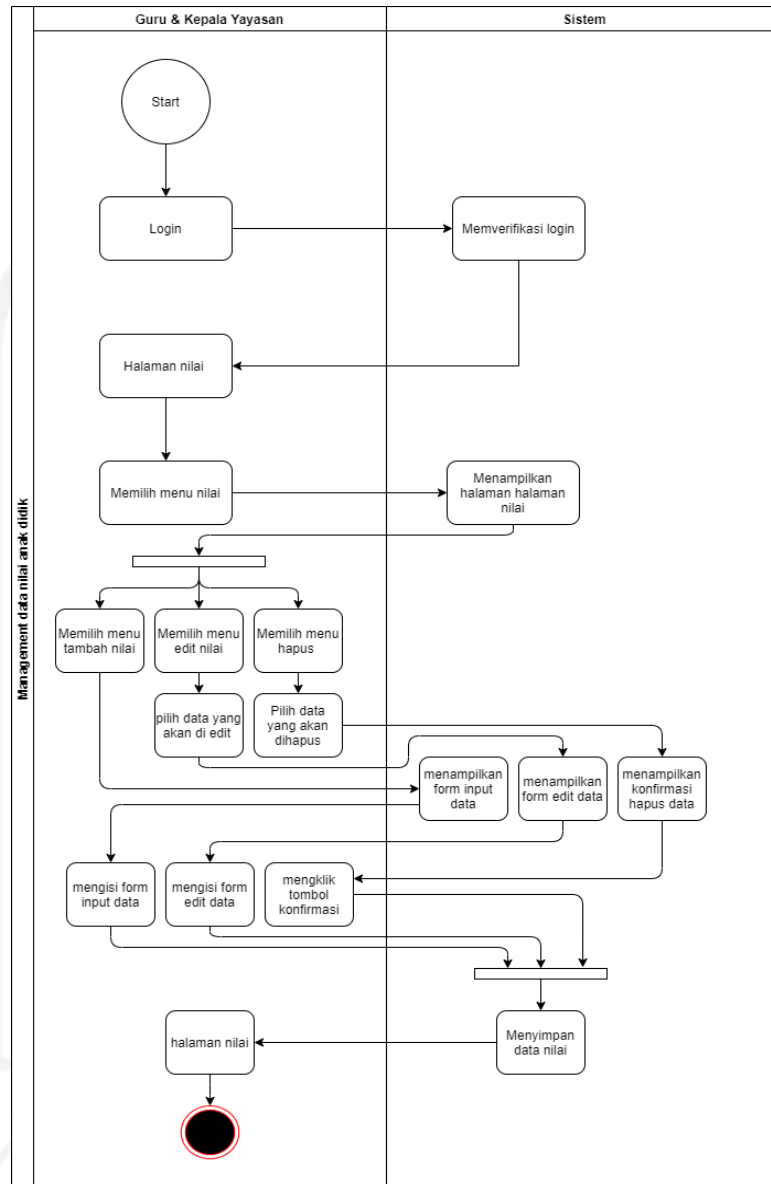 Guru & Kepala Yayasan
Sistem
Management data nilai anak didik
Start
Login
Memverifikasi login
Halaman nilai
Memilih menu nilai
Menampilkan
halaman halaman
nilai
Memilih menu
tambah nilai
Memilih menu
edit nilai
Memilih menu
hapus
pilih data yang
akan di edit
Pilih data
yang akan
dihapus
menampilkan
form input
data
menampilkan
form edit data
menampilkan
konfirmasi
hapus data
mengisi form
input data
mengisi form
edit data
mengklik
tombol
konfirmasi
halaman nilai
Menyimpan
data nilai